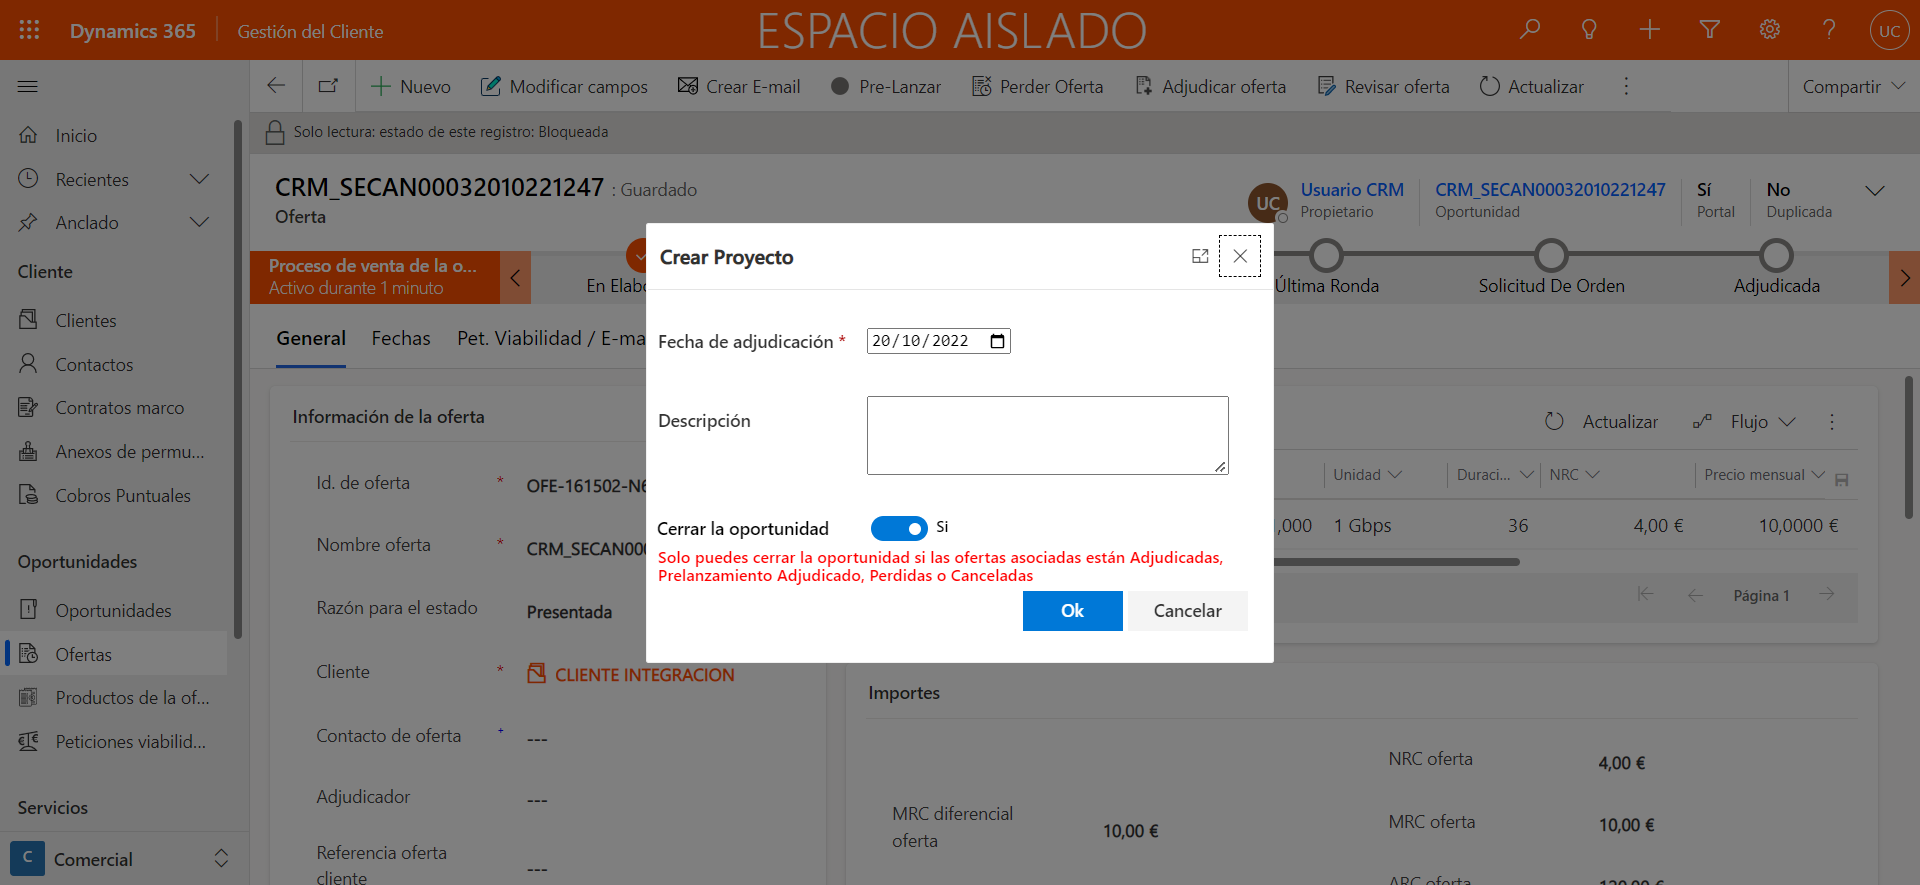 Dynamics 365
Gestión del Cliente
ESPACIO AISLADO
UC
Nuevo
Modificar campos
Crear E-mail
Pre-Lanzar
Perder Oferta
Adjudicar oferta
Revisar oferta
Actualizar
Compartir
Solo lectura: estado de este registro: Bloqueada
Inicio
Recientes
Anclado
Cliente
Clientes
Contactos
Contratos marco
Anexos de permu...
Cobros Puntuales
Oportunidades
Oportunidades
Ofertas
Productos de la of...
Peticiones viabilid...
Servicios
C
Comercial
CRM_SECAN00032010221247 : Guardado
Oferta
UC
Usuario CRM
Propietario
CRM_SECAN00032010221247
Oportunidad
Sí
Portal
No
Duplicada
Proceso de venta de la o...
Activo durante 1 minuto
En Elabo
Última Ronda
Solicitud De Orden
Adjudicada
General
Fechas
Pet. Viabilidad / E-ma
Crear Proyecto
Fecha de adjudicación *
20/10/2022
Descripción
Cerrar la oportunidad
Si
Solo puedes cerrar la oportunidad si las ofertas asociadas están Adjudicadas,
Prelanzamiento Adjudicado, Perdidas o Canceladas
Ok
Cancelar
Información de la oferta
Id. de oferta
*
OFE-161502-N6
Nombre oferta
*
CRM_SECAN00
Razón para el estado
Presentada
Cliente
*
CLIENTE INTEGRACION
Contacto de oferta
+
---
Adjudicador
---
Referencia oferta
cliente
---
Actualizar
Flujo
Unidad
Duraci...
NRC
Precio mensual
,000
1 Gbps
36
4,00 €
10,0000 €
Página 1
Importes
MRC diferencial
oferta
10,00 €
NRC oferta
4,00 €
MRC oferta
10,00 €
ARC oferta
120,00 €